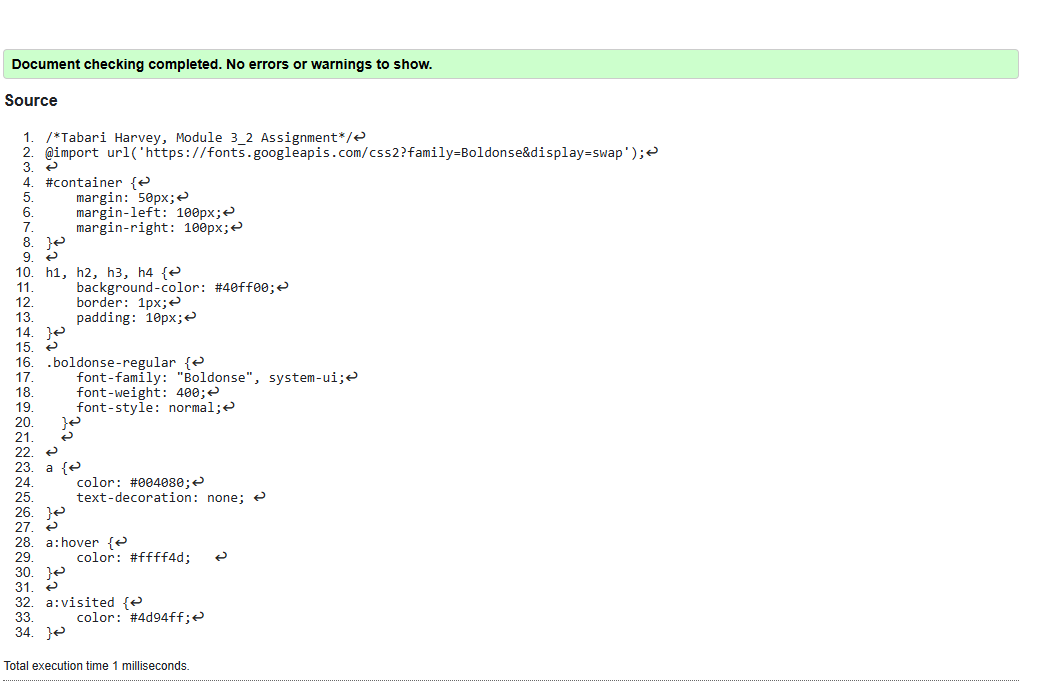 Document checking completed. No errors or warnings to show.
Source
1. /*Tabari Harvey, Module 3_2 Assignment*/↩
2. @import url('https://fonts.googleapis.com/css2?family=Boldonse&display=swap');↩
3. ↩
4. #container {↩
5.     margin: 50px;↩
6.     margin-left: 100px;↩
7.     margin-right: 100px;↩
8. }↩
9. ↩
10. h1, h2, h3, h4 {↩
11.     background-color: #40ff00;↩
12.     border: 1px;↩
13.     padding: 10px;↩
14. }↩
15. ↩
16. .boldonse-regular {↩
17.     font-family: "Boldonse", system-ui;↩
18.     font-weight: 400;↩
19.     font-style: normal;↩
20.   }↩
21.   ↩
22. ↩
23. a {↩
24.     color: #004080;↩
25.     text-decoration: none; ↩
26. }↩
27. ↩
28. a:hover {↩
29.     color: #ffff4d;   ↩
30. }↩
31. ↩
32. a:visited {↩
33.     color: #4d94ff;↩
34. }↩
Total execution time 1 milliseconds.